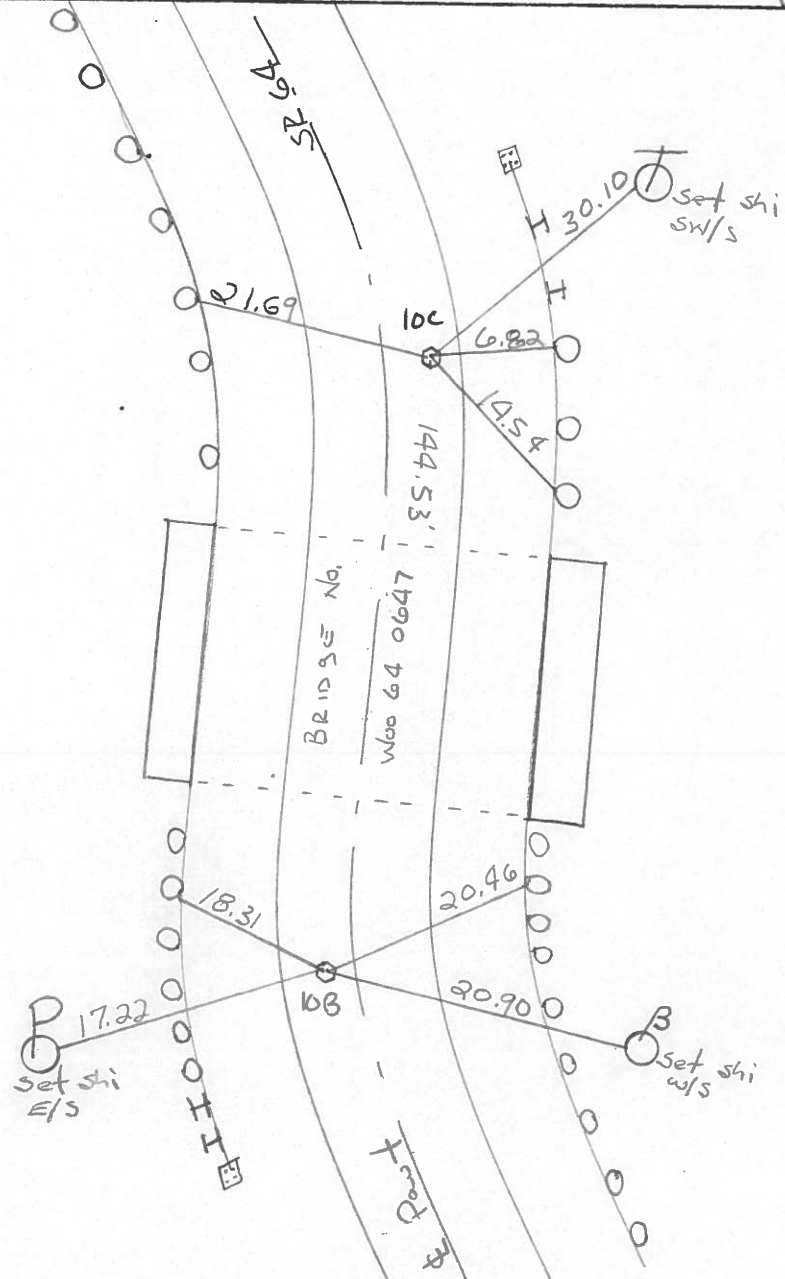 SR-64
T
30.10
Set shi
SW/S
21.69
10C
6.82
14.54
144.53'
BRIDGE No.
Woo 64 0647
18.31
20.46
10B
P
17.22
Set shi
E/S
20.90
B
Set shi
W/S